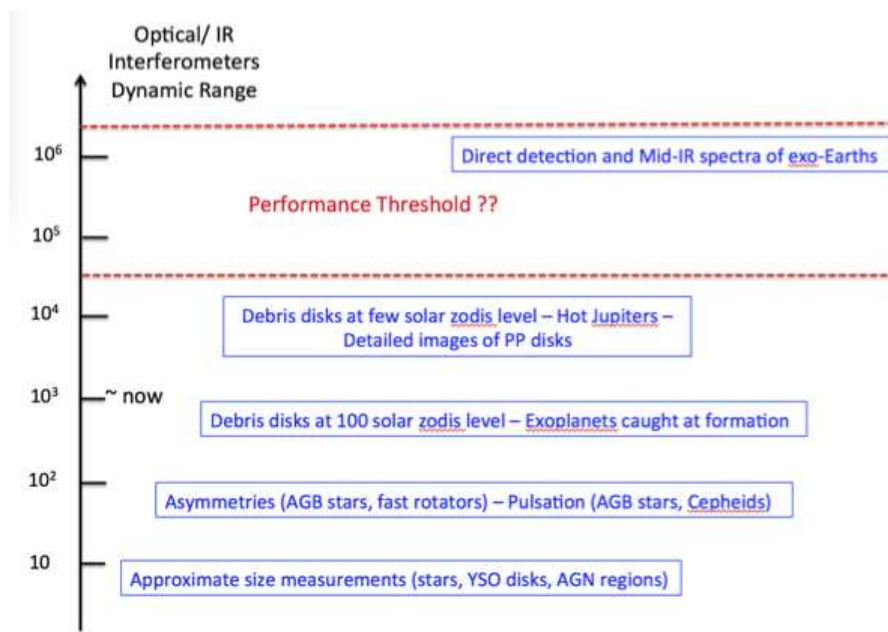 Optical/ IR
Interferometers
Dynamic Range
10⁶
Direct detection and Mid-IR spectra of exo-Earths
Performance Threshold ??
10⁵
10⁴
Debris disks at few solar zodis level – Hot Jupiters –
Detailed images of PP disks
10³
~ now
Debris disks at 100 solar zodis level – Exoplanets caught at formation
10²
Asymmetries (AGB stars, fast rotators) – Pulsation (AGB stars, Cepheids)
10
Approximate size measurements (stars, YSO disks, AGN regions)